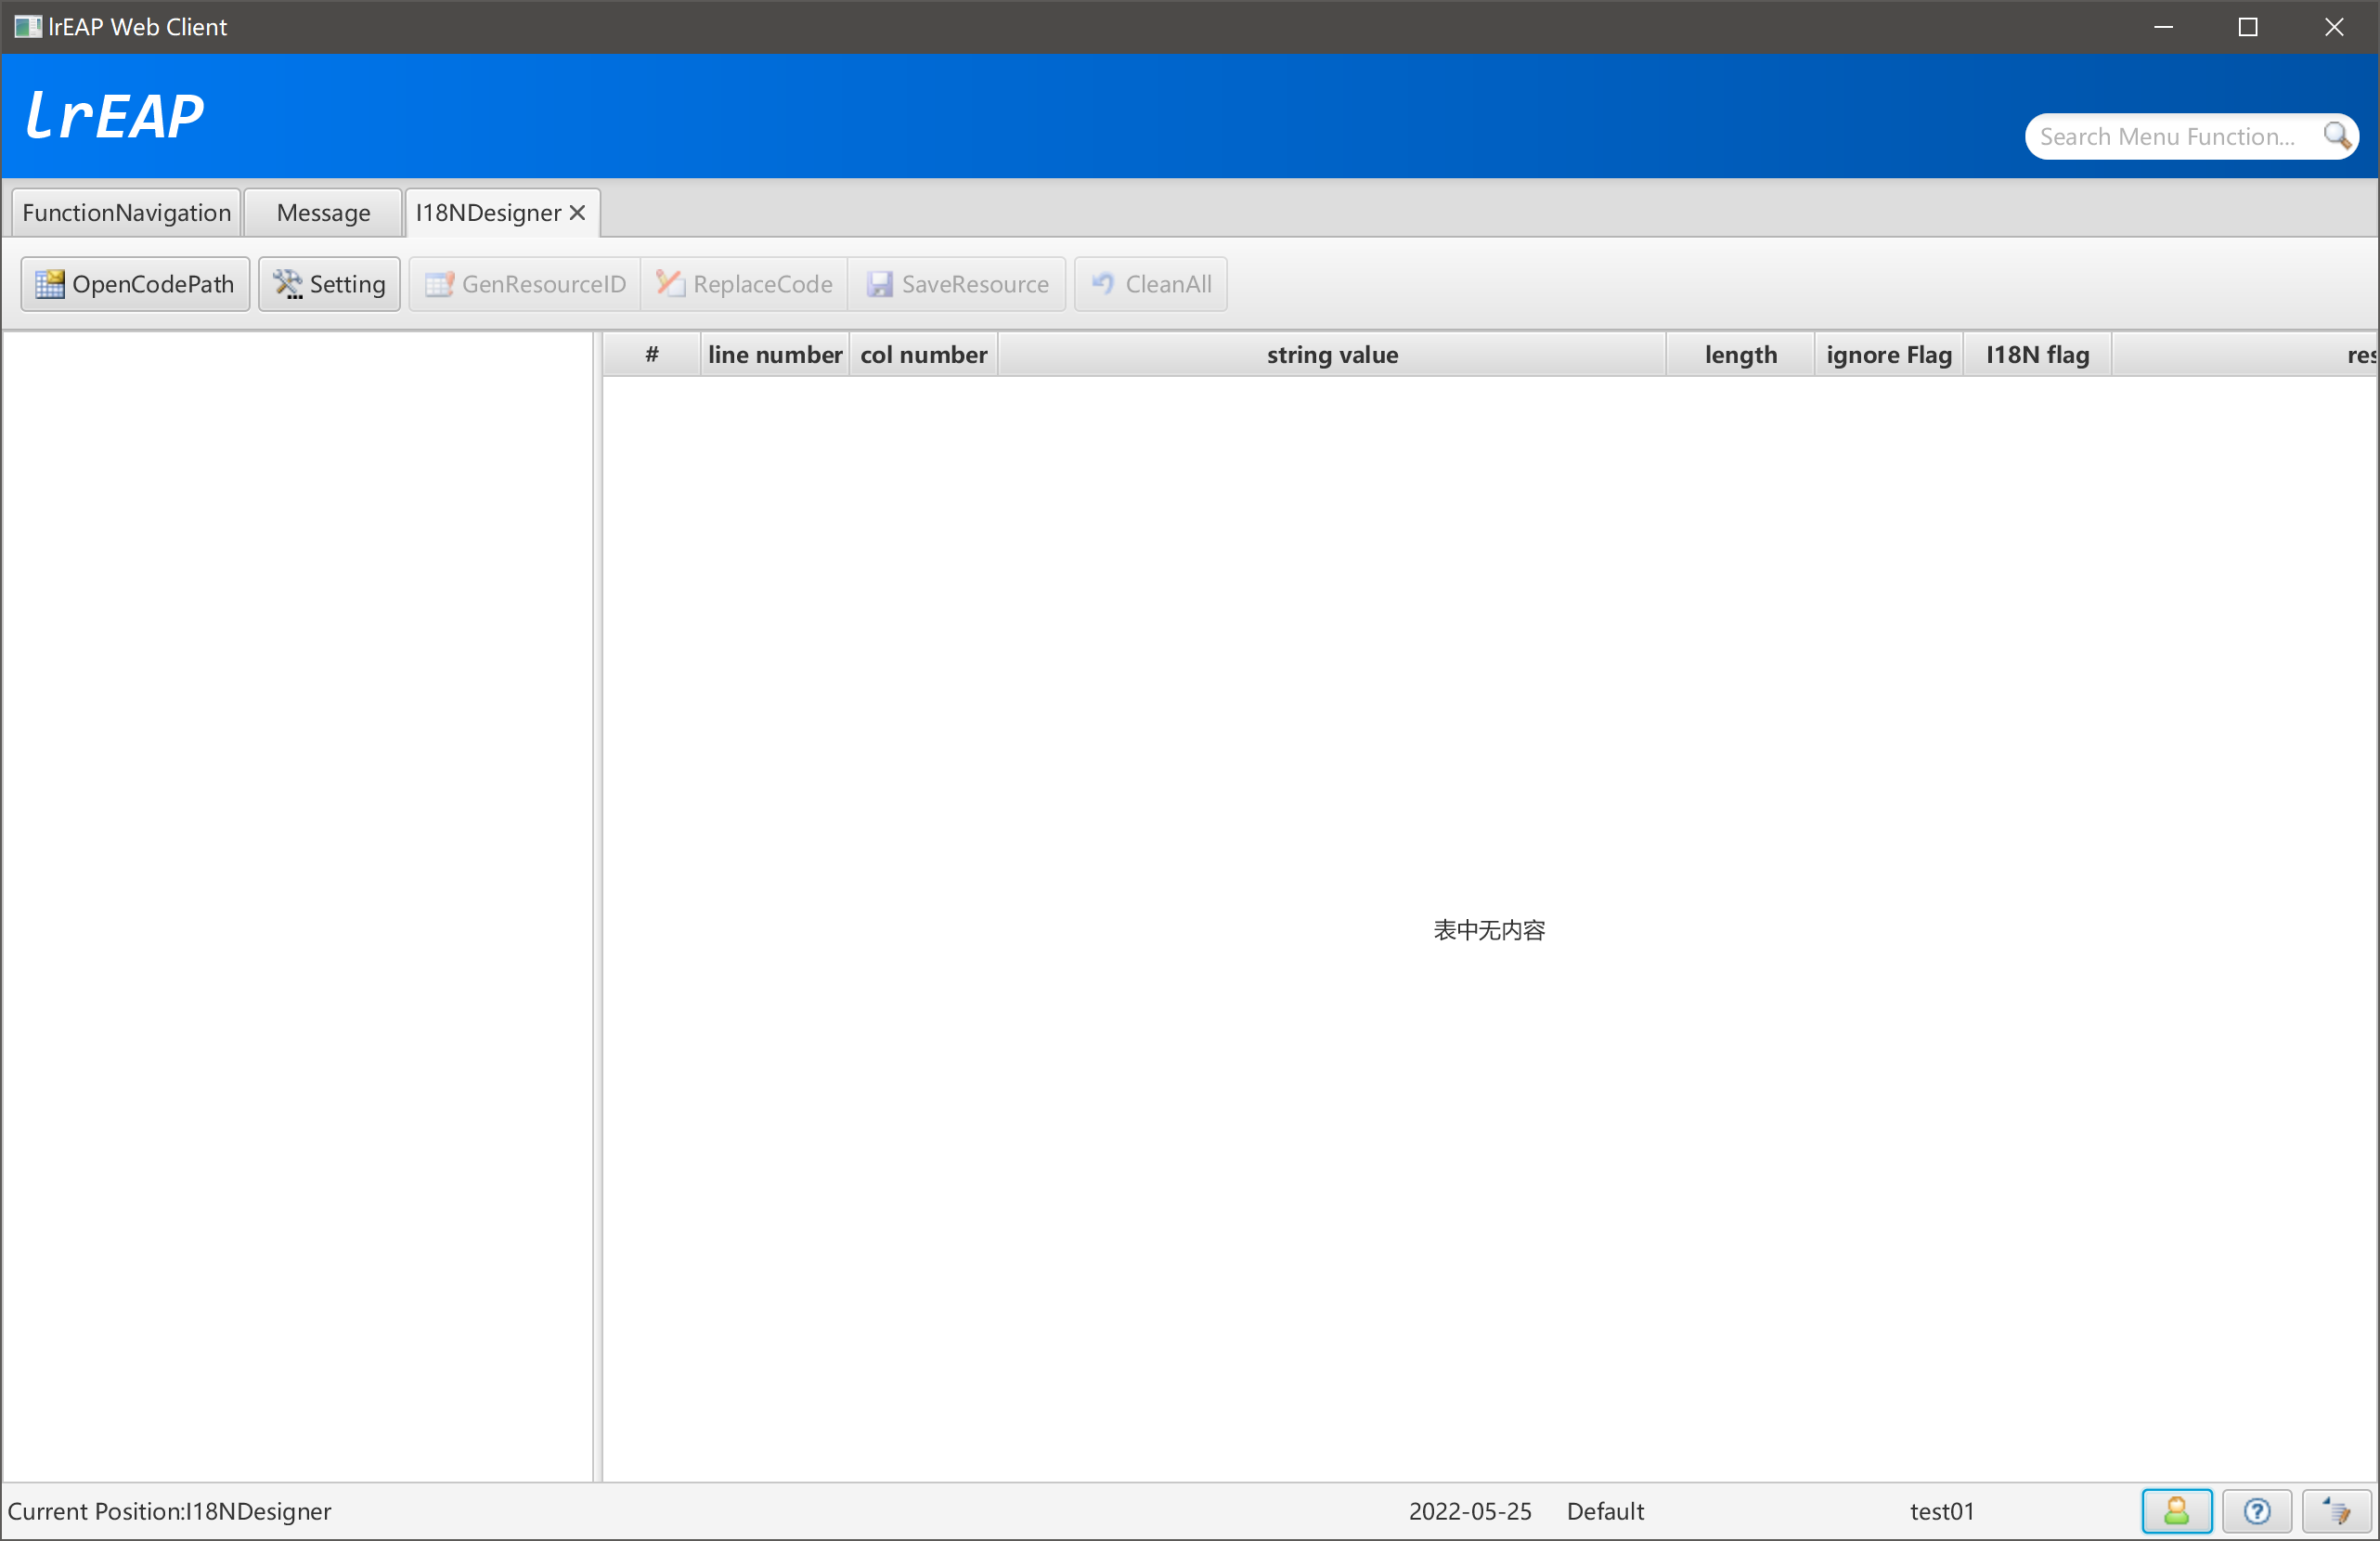 lrEAP Web Client
lrEAP
Search Menu Function...
FunctionNavigation Message I18NDesigner
OpenCodePath Setting GenResourceID ReplaceCode SaveResource CleanAll
# line number col number string value length ignore Flag I18N flag res
表中无内容
Current Position:I18NDesigner 2022-05-25 Default test01